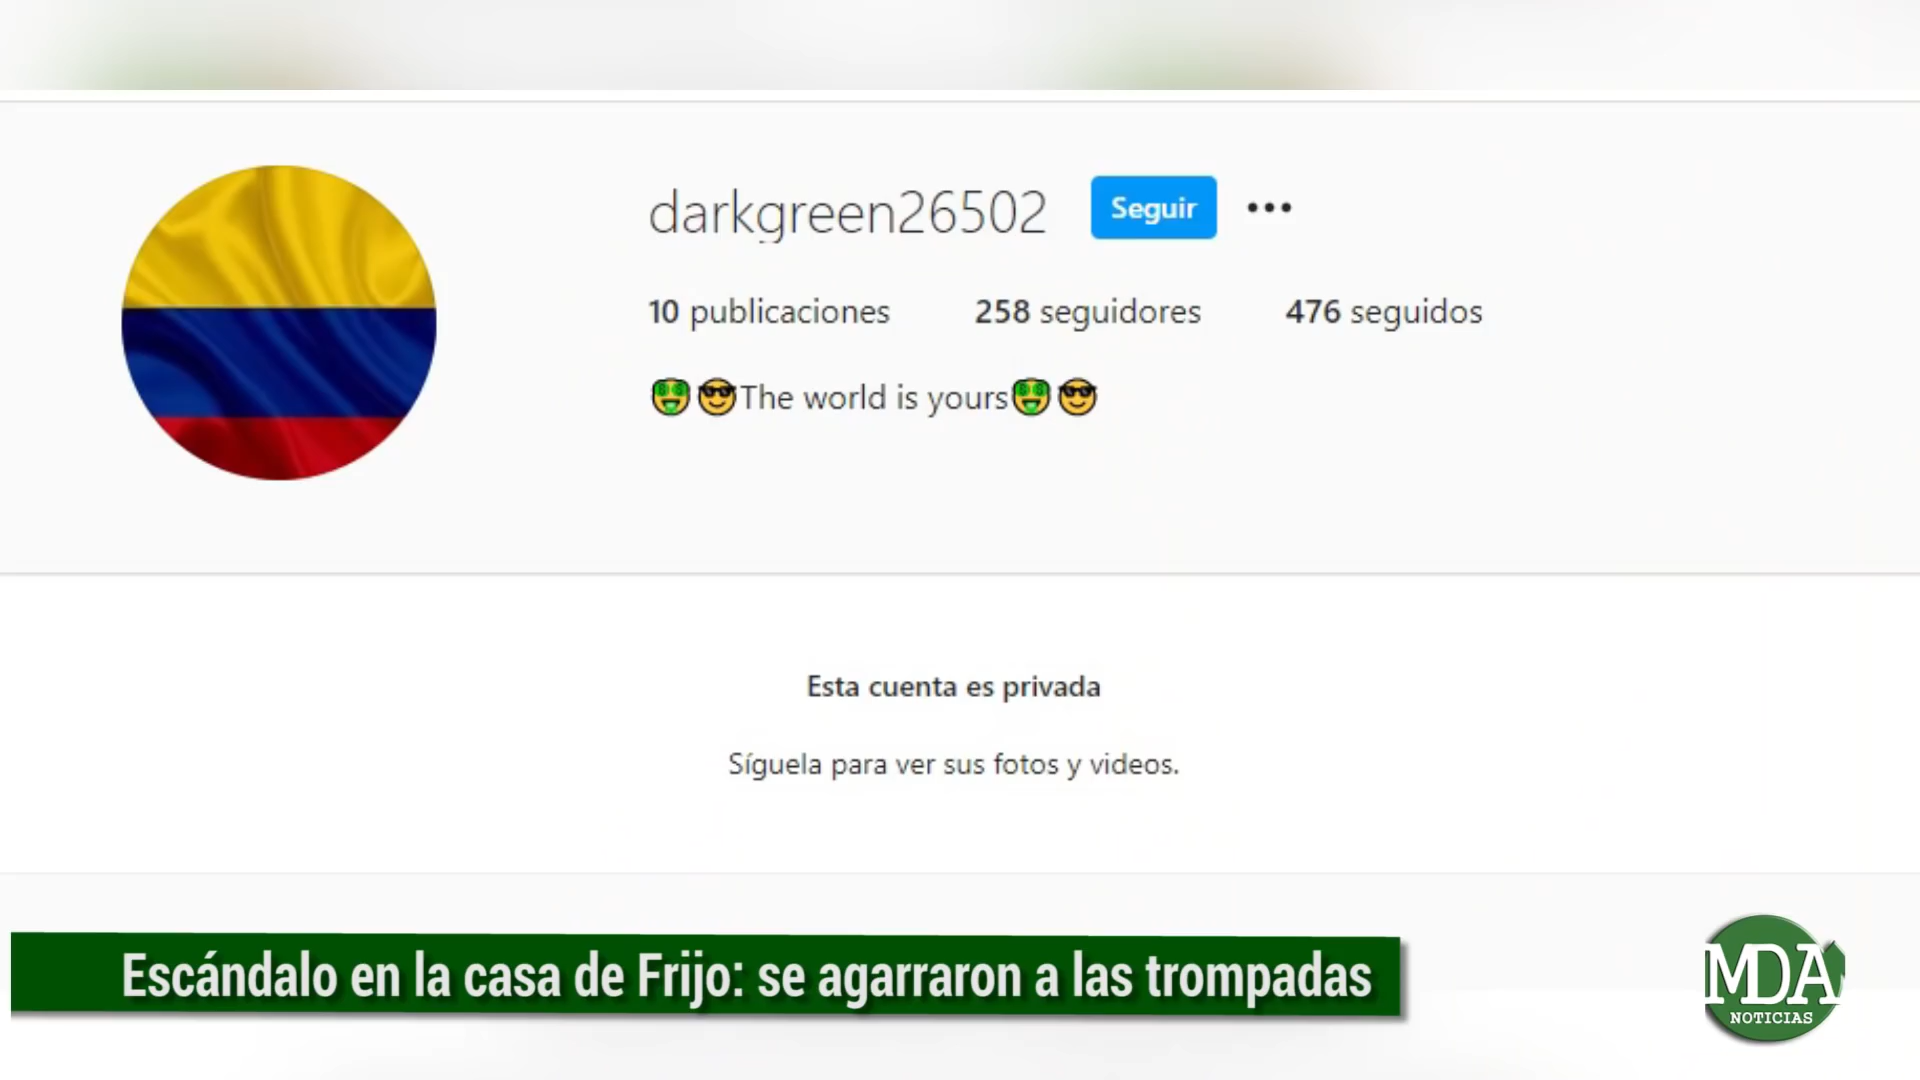 darkgreen26502 Seguir •••
10 publicaciones 258 seguidores 476 seguidos
🤑😎The world is yours🤑😎
Esta cuenta es privada
Síguela para ver sus fotos y videos.
Escándalo en la casa de Frijo: se agarraron a las trompadas
MDA
NOTICIAS